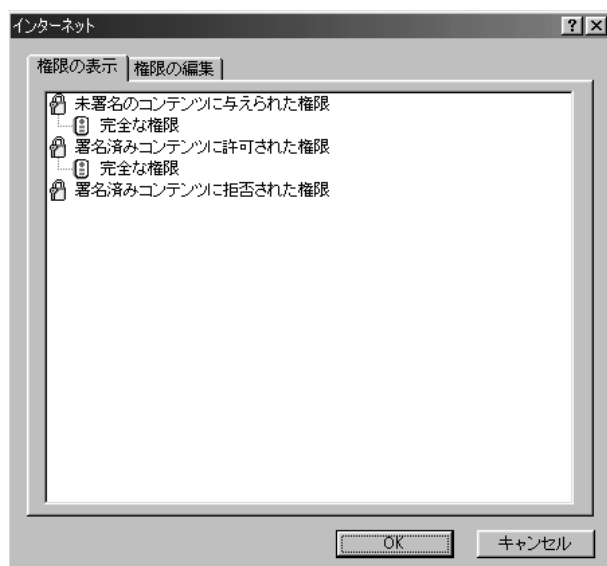 インターネット
権限の表示 権限の編集
未署名のコンテンツに与えられた権限
完全な権限
署名済みコンテンツに許可された権限
完全な権限
署名済みコンテンツに拒否された権限
OK キャンセル